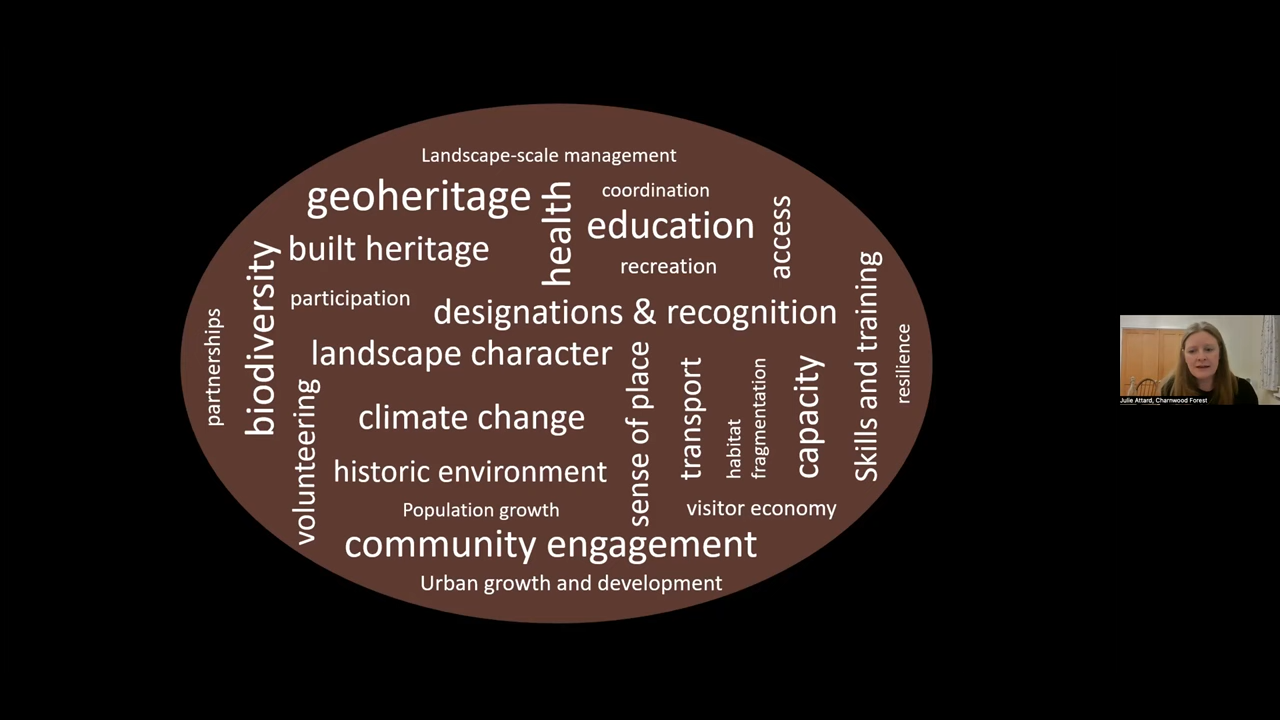 Landscape-scale management
geoheritage
health
coordination
education
access
built heritage
recreation
biodiversity
participation
designations & recognition
Skills and training
partnerships
landscape character
resilience
sense of place
transport
habitat
fragmentation
capacity
volunteering
climate change
historic environment
Population growth
visitor economy
community engagement
Urban growth and development
Julie Attard, Charnwood Forest